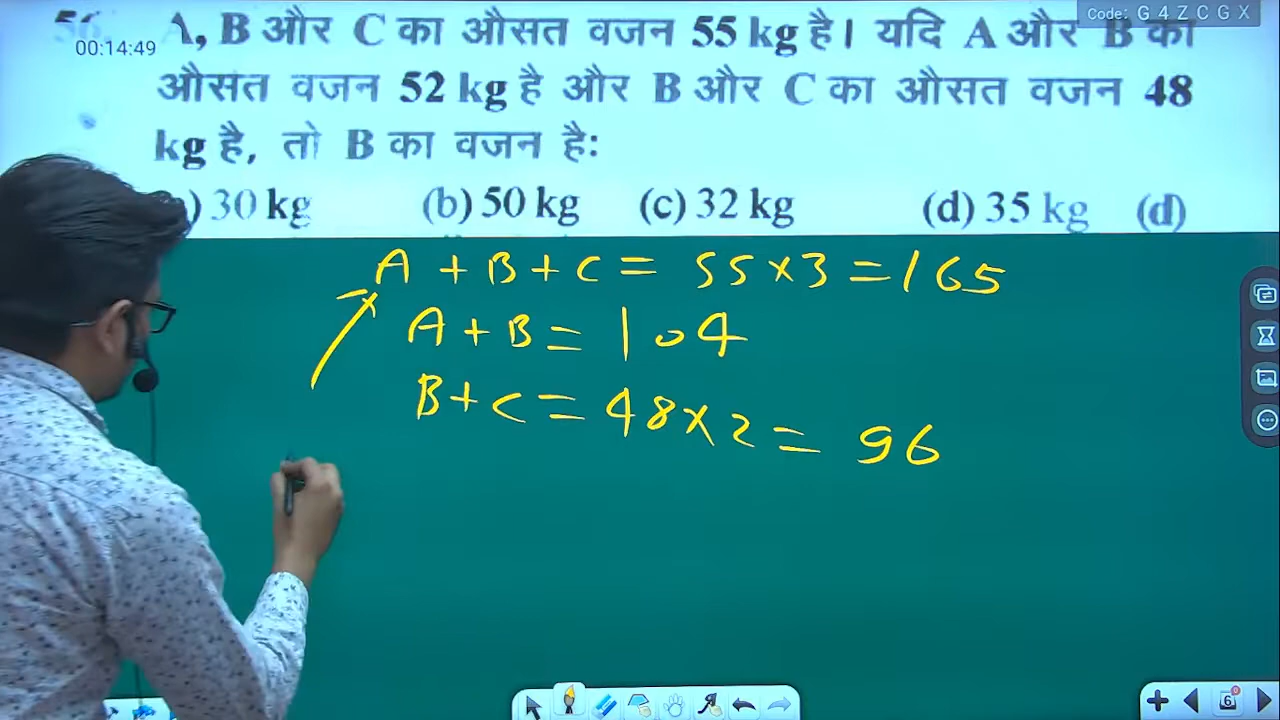 Code: G 4 Z C G X
56. A, B और C का औसत वजन 55 kg है। यदि A और B का
00:14:49
औसत वजन 52 kg है और B और C का औसत वजन 48
kg है, तो B का वजन है:
) 30 kg (b) 50 kg (c) 32 kg (d) 35 kg (d)
A + B + C = 55 × 3 = 165
A + B = 104
B + C = 48 × 2 = 96
6